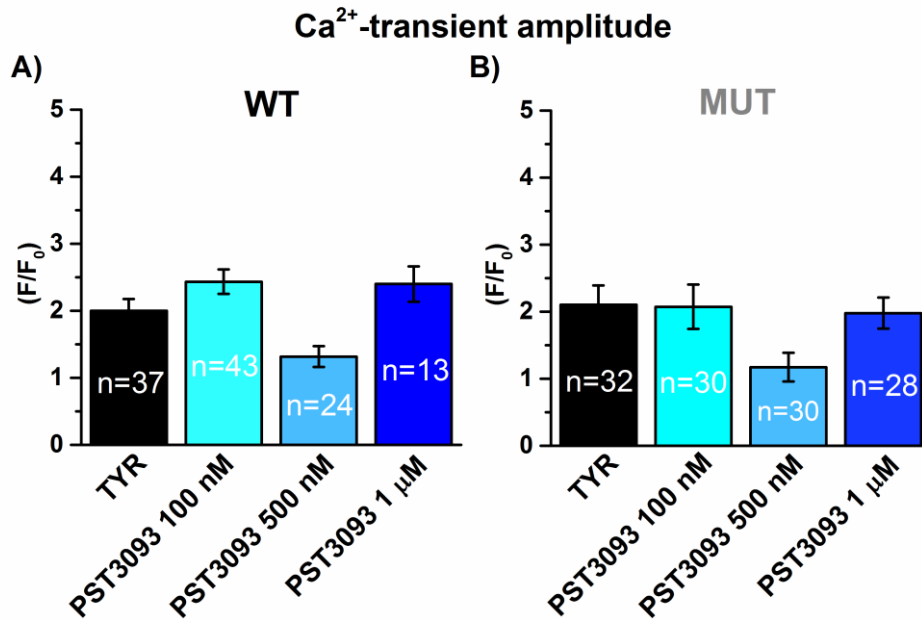 Ca²⁺-transient amplitude
A)
WT
(F/F₀)
5
4
3
2
1
0
n=37
n=43
n=24
n=13
TYR
PST3093 100 nM
PST3093 500 nM
PST3093 1 μM
B)
MUT
(F/F₀)
5
4
3
2
1
0
n=32
n=30
n=30
n=28
TYR
PST3093 100 nM
PST3093 500 nM
PST3093 1 μM